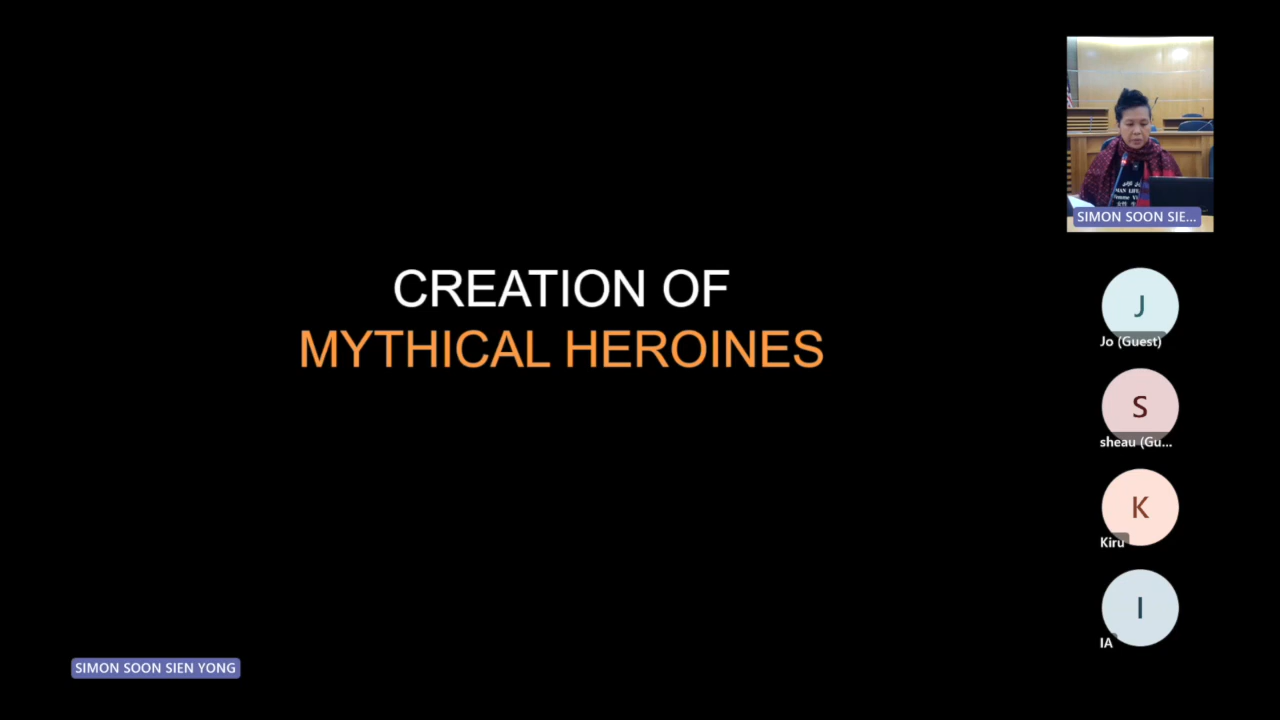 CREATION OF
MYTHICAL HEROINES
SIMON SOON SIE...
J
Jo (Guest)
S
sheau (Gu...
K
Kiru
I
IA
SIMON SOON SIEN YONG